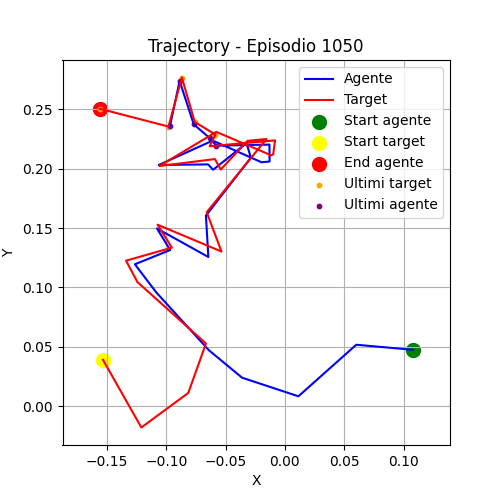 Trajectory - Episodio 1050
Agente
Target
Start agente
Start target
End agente
Ultimi target
Ultimi agente
Y
0.25
0.20
0.15
0.10
0.05
0.00
−0.15
−0.10
−0.05
0.00
0.05
0.10
X